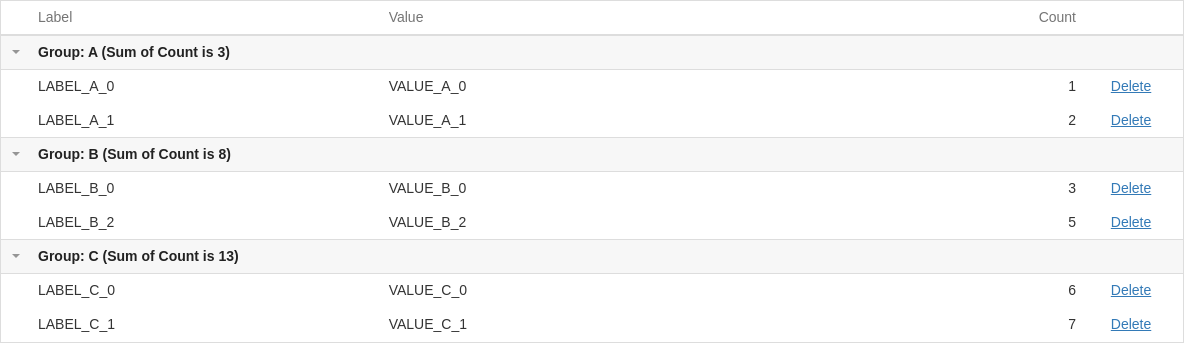 Label Value Count
Group: A (Sum of Count is 3)
LABEL_A_0 VALUE_A_0 1 Delete
LABEL_A_1 VALUE_A_1 2 Delete
Group: B (Sum of Count is 8)
LABEL_B_0 VALUE_B_0 3 Delete
LABEL_B_2 VALUE_B_2 5 Delete
Group: C (Sum of Count is 13)
LABEL_C_0 VALUE_C_0 6 Delete
LABEL_C_1 VALUE_C_1 7 Delete